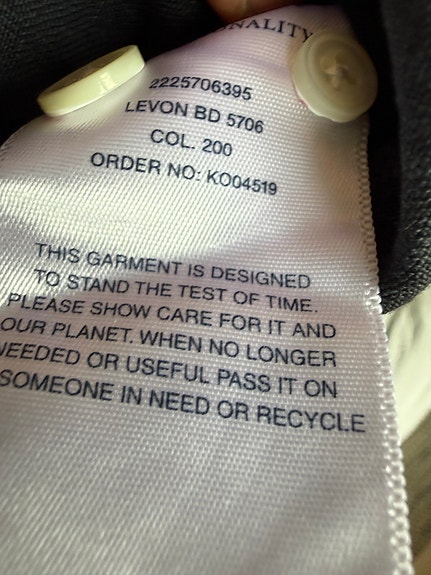 2225706395
LEVON BD 5706
COL. 200
ORDER NO: KO04519
THIS GARMENT IS DESIGNED
TO STAND THE TEST OF TIME.
PLEASE SHOW CARE FOR IT AND
OUR PLANET. WHEN NO LONGER
NEEDED OR USEFUL PASS IT ON
SOMEONE IN NEED OR RECYCLE